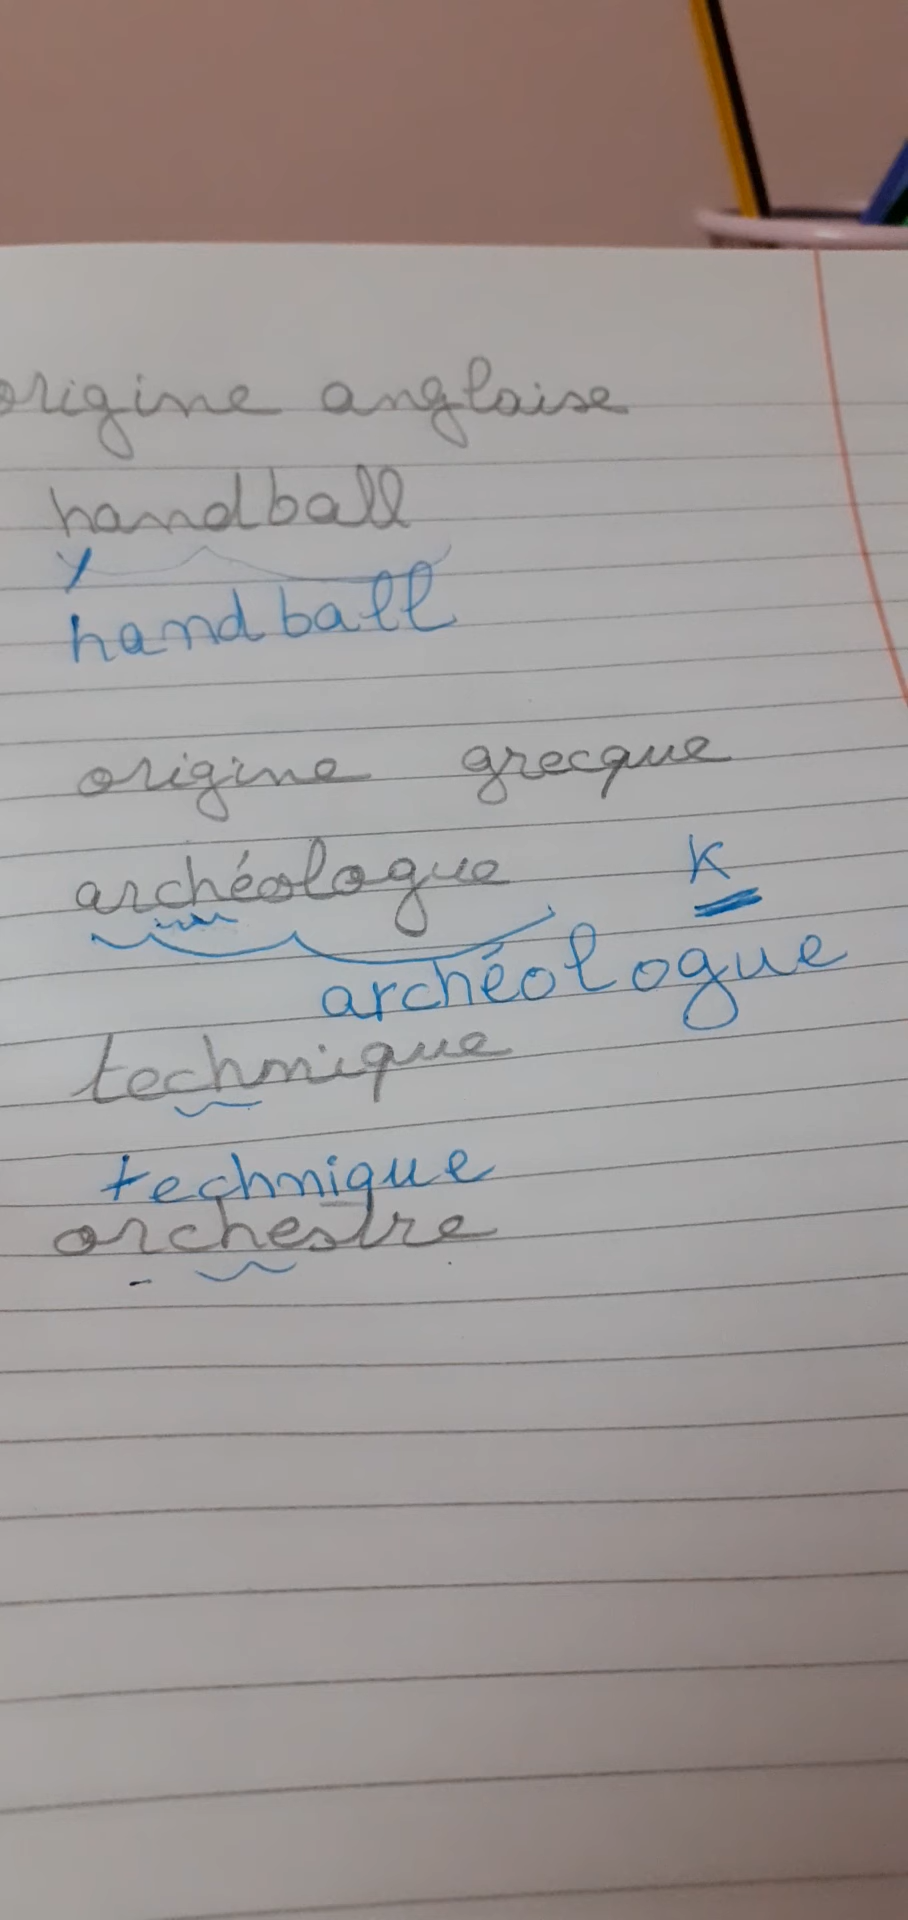 origine anglaise
handball
handball
origine grecque
archéologue K
archéologue
technique
technique
orchestre